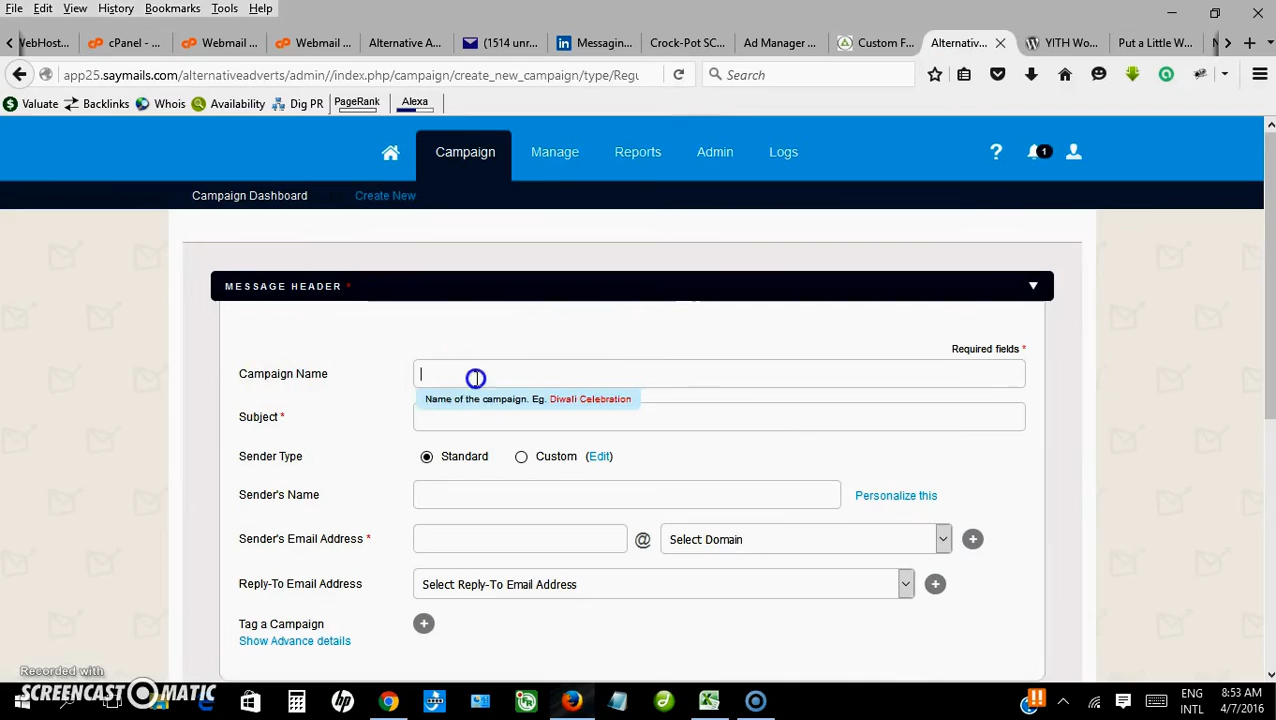 File Edit View History Bookmarks Tools Help
WebHost... cPanel - ... Webmail ... Webmail ... Alternative A... (1514 unr... Messagin... Crock-Pot SC... Ad Manager ... Custom F... Alternativ... YITH Wo... Put a Little W...
app25.saymails.com/alternativeadverts/admin//index.php/campaign/create_new_campaign/type/Regu Search
Valuate Backlinks Whois Availability Dig PR PageRank Alexa
Campaign Manage Reports Admin Logs ? 1
Campaign Dashboard Create New
MESSAGE HEADER *
Required fields *
Campaign Name
Name of the campaign. Eg. Diwali Celebration
Subject *
Sender Type Standard Custom (Edit)
Sender's Name Personalize this
Sender's Email Address * @ Select Domain
Reply-To Email Address Select Reply-To Email Address
Tag a Campaign
Show Advance details
Recorded with
SCREENCAST-O-MATIC
ENG 8:53 AM
INTL 4/7/2016